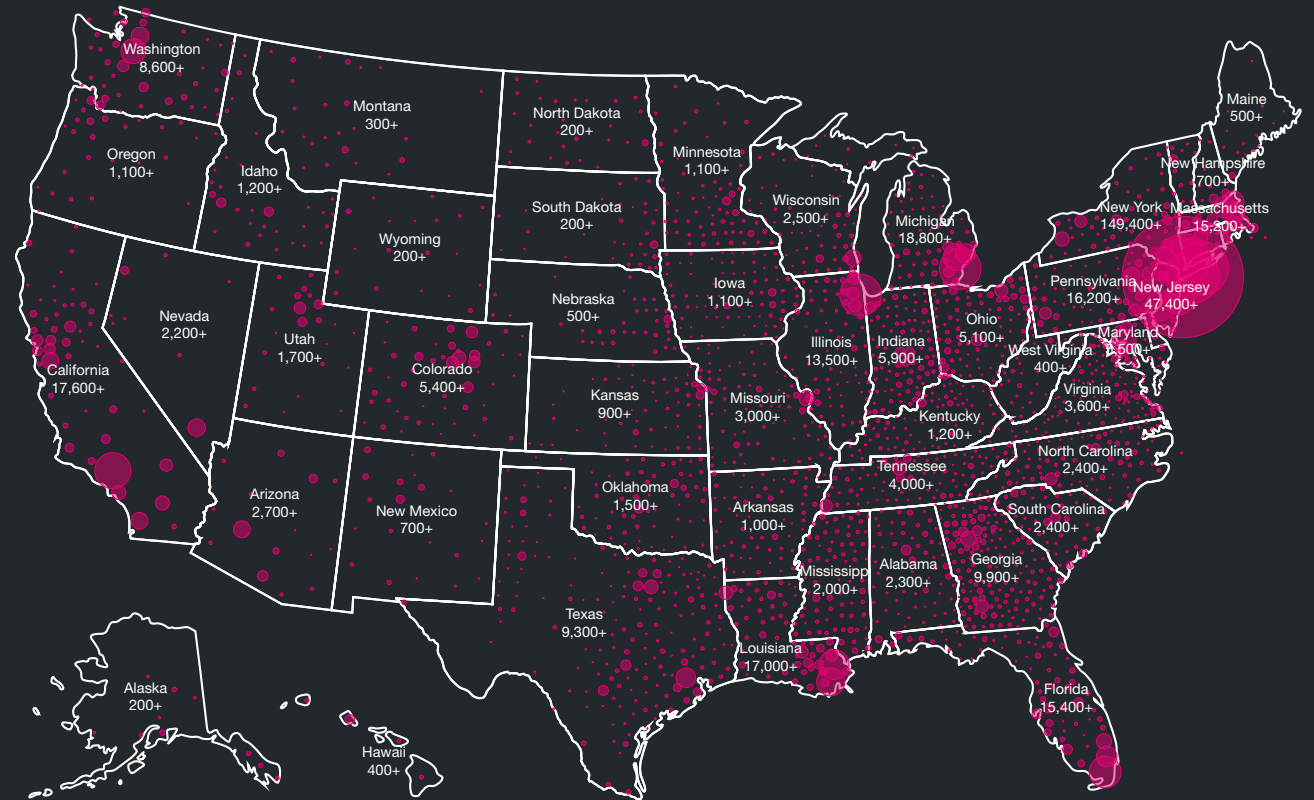 Washington
8,600+
Montana
300+
North Dakota
200+
Minnesota
1,100+
Maine
500+
Oregon
1,100+
Idaho
1,200+
New Hampshire
700+
Wisconsin
2,500+
South Dakota
200+
Michigan
18,800+
New York
149,400+
Massachusetts
15,200+
Wyoming
200+
Iowa
1,100+
Pennsylvania
16,200+
New Jersey
47,400+
Nebraska
500+
Nevada
2,200+
Utah
1,700+
Illinois
13,500+
Indiana
5,900+
Ohio
5,100+
Maryland
West Virginia
400+
California
17,600+
Colorado
5,400+
Kansas
900+
Missouri
3,000+
Virginia
3,600+
Kentucky
1,200+
North Carolina
2,400+
Tennessee
4,000+
Arizona
2,700+
New Mexico
700+
Oklahoma
1,500+
Arkansas
1,000+
South Carolina
2,400+
Mississippi
2,000+
Alabama
2,300+
Georgia
9,900+
Texas
9,300+
Louisiana
17,000+
Florida
15,400+
Alaska
200+
Hawaii
400+